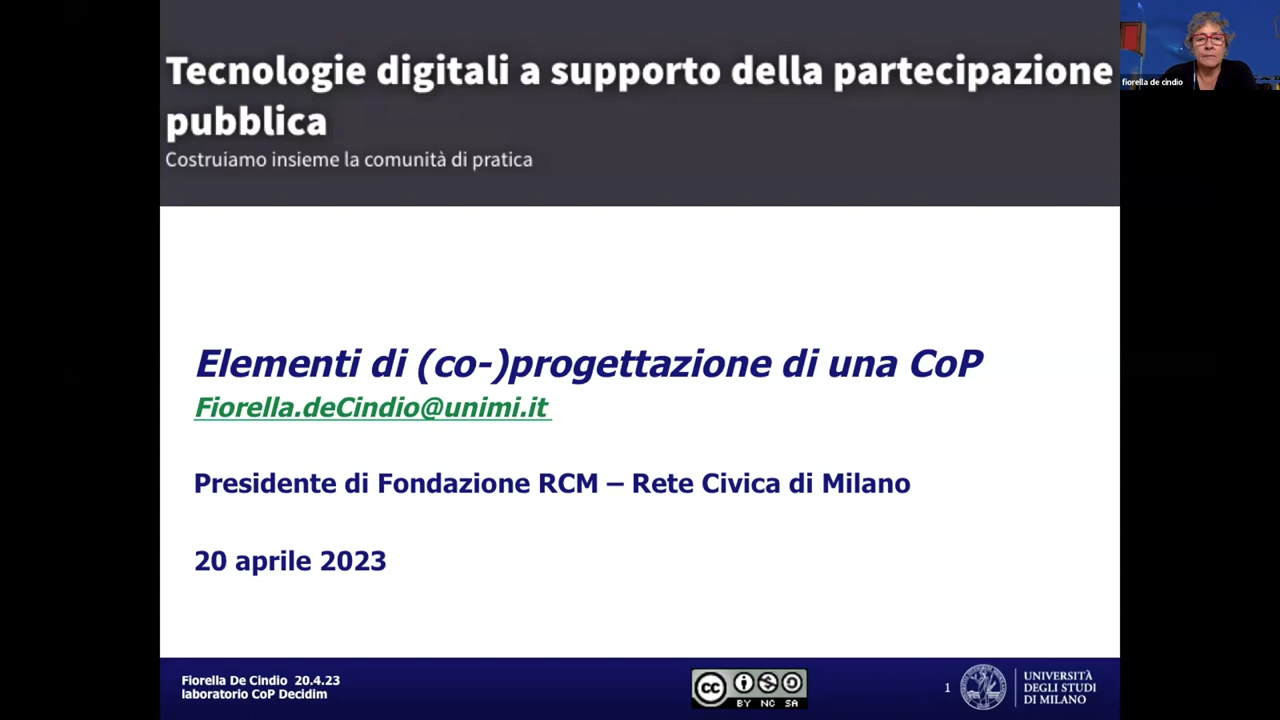 Tecnologie digitali a supporto della partecipazione
pubblica
Costruiamo insieme la comunità di pratica
fiorella de cindio
Elementi di (co-)progettazione di una CoP
Fiorella.deCindio@unimi.it
Presidente di Fondazione RCM – Rete Civica di Milano
20 aprile 2023
Fiorella De Cindio 20.4.23
laboratorio CoP Decidim
cc
BY NC SA
1
UNIVERSITÀ
DEGLI STUDI
DI MILANO